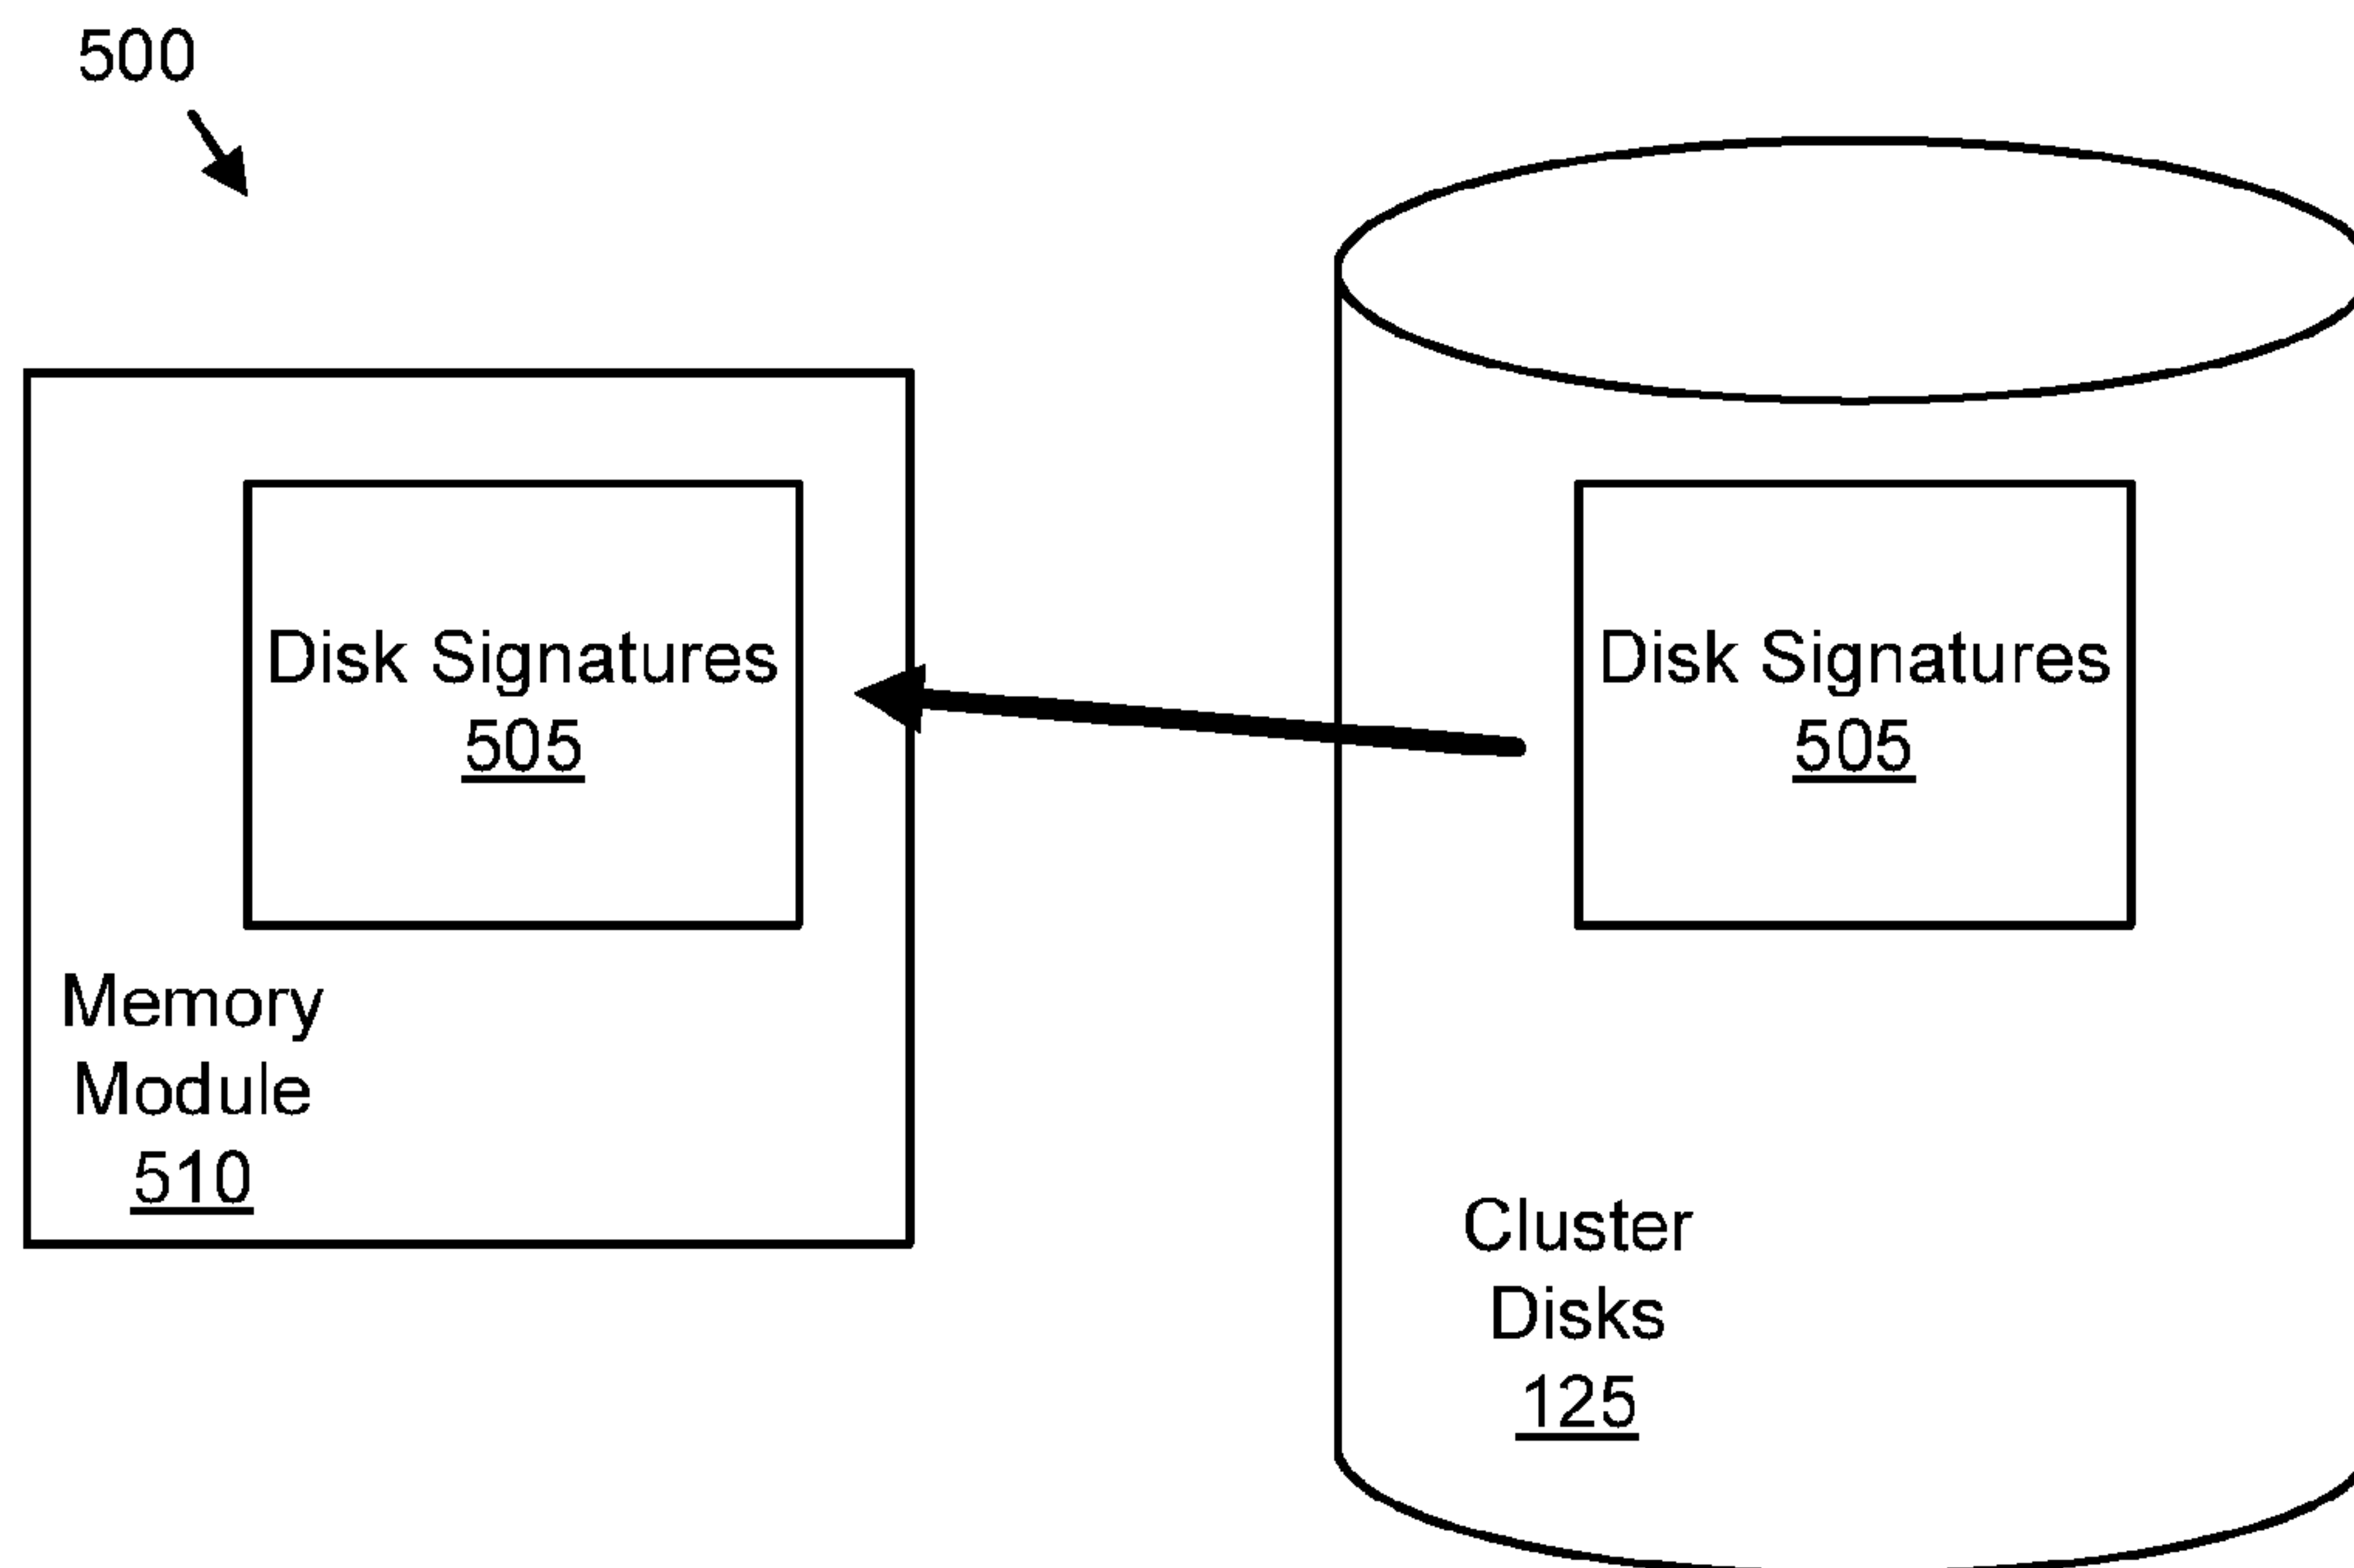 500
Disk Signatures
505
Memory
Module
510
Disk Signatures
505
Cluster
Disks
125